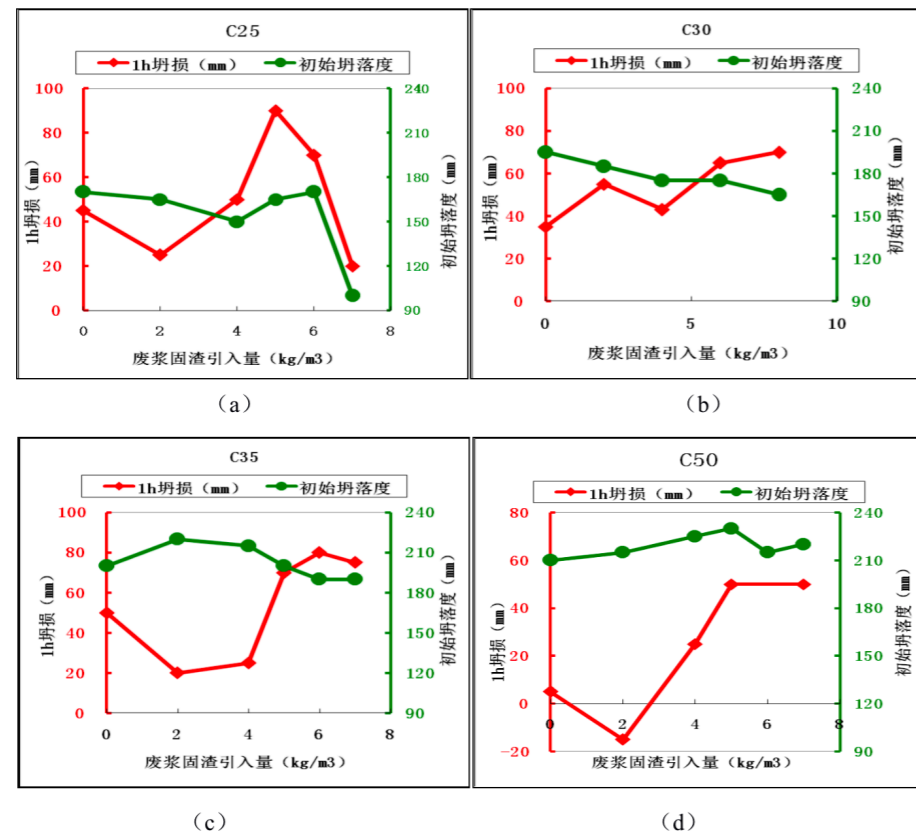 C25
1h坍损（mm） 初始坍落度
100
80
60
40
20
0
1h坍损（mm）
240
210
180
150
120
90
初始坍落度（mm）
0 2 4 6 8
废浆固渣引入量（kg/m3）
（a）
C30
1h坍损（mm） 初始坍落度
100
80
60
40
20
0
1h坍损（mm）
240
210
180
150
120
90
初始坍落度（mm）
0 5 10
废浆固渣引入量（kg/m3）
（b）
C35
1h坍损（mm） 初始坍落度
100
80
60
40
20
0
1h坍损（mm）
240
210
180
150
120
90
初始坍落度（mm）
0 2 4 6 8
废浆固渣引入量（kg/m3）
（c）
C50
1h坍损（mm） 初始坍落度
80
60
40
20
0
-20
1h坍损（mm）
240
210
180
150
120
90
初始坍落度（mm）
0 2 4 6 8
废浆固渣引入量（kg/m3）
（d）